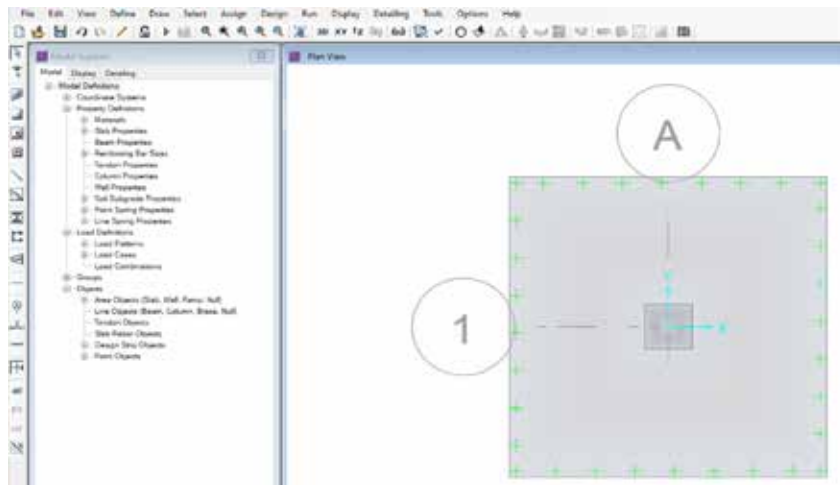 File Edit View Define Draw Select Assign Design Run Display Detailing Tools Options Help
3D
Model Explorer
Plan View
Model Display Detailing
Model Definitions
Coordinate Systems
Property Definitions
Materials
Slab Properties
Beam Properties
Reinforcing Bar Sizes
Tendon Properties
Column Properties
Wall Properties
Soil Subgrade Properties
Point Spring Properties
Line Spring Properties
Load Definitions
Load Patterns
Load Cases
Load Combinations
Groups
Objects
Area Objects (Slab, Wall, Ramp, Null)
Line Objects (Beam, Column, Brace, Null)
Tendon Objects
Slab Rebar Objects
Design Strip Objects
Point Objects
A
1
Y
X